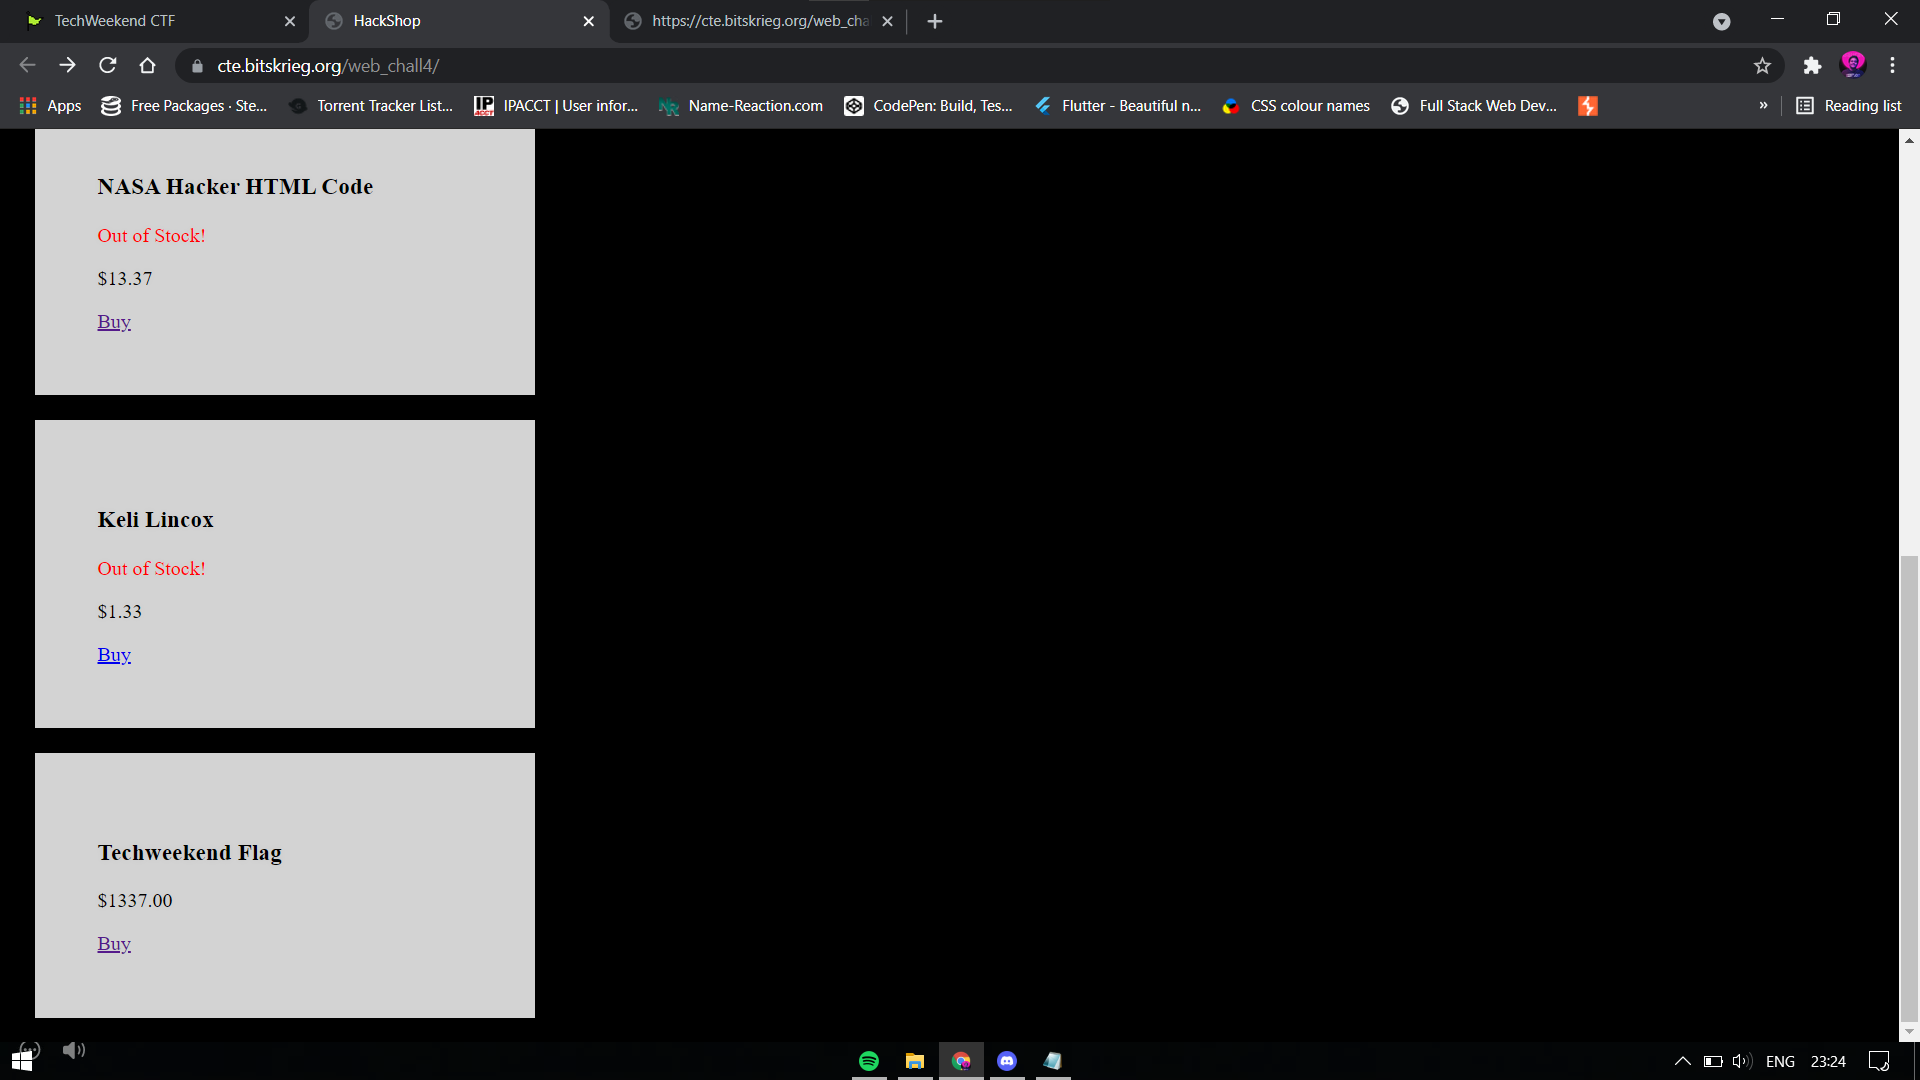 TechWeekend CTF
HackShop
https://cte.bitskrieg.org/web_cha
cte.bitskrieg.org/web_chall4/
Apps
Free Packages · Ste...
Torrent Tracker List...
IP
IPACCT | User infor...
Name-Reaction.com
CodePen: Build, Tes...
Flutter - Beautiful n...
CSS colour names
Full Stack Web Dev...
»
Reading list
NASA Hacker HTML Code
Out of Stock!
$13.37
Buy
Keli Lincox
Out of Stock!
$1.33
Buy
Techweekend Flag
$1337.00
Buy
ENG
23:24